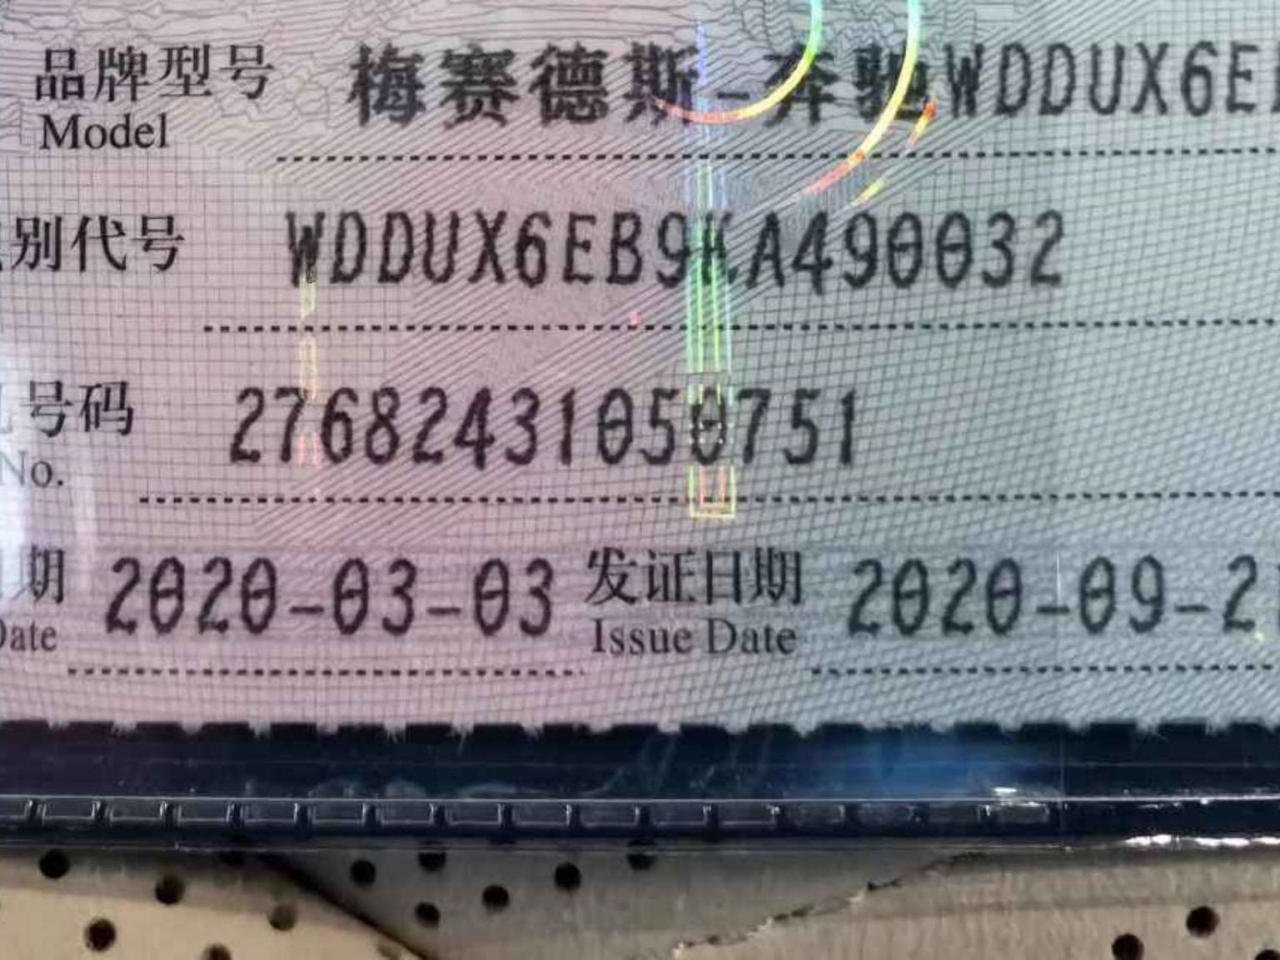 品牌型号 梅赛德斯-奔驰WDDUX6E
Model
别代号 WDDUX6EB9KA490032
号码 27682431050751
No.
期 2020-03-03 发证日期 2020-09-2
Date Issue Date